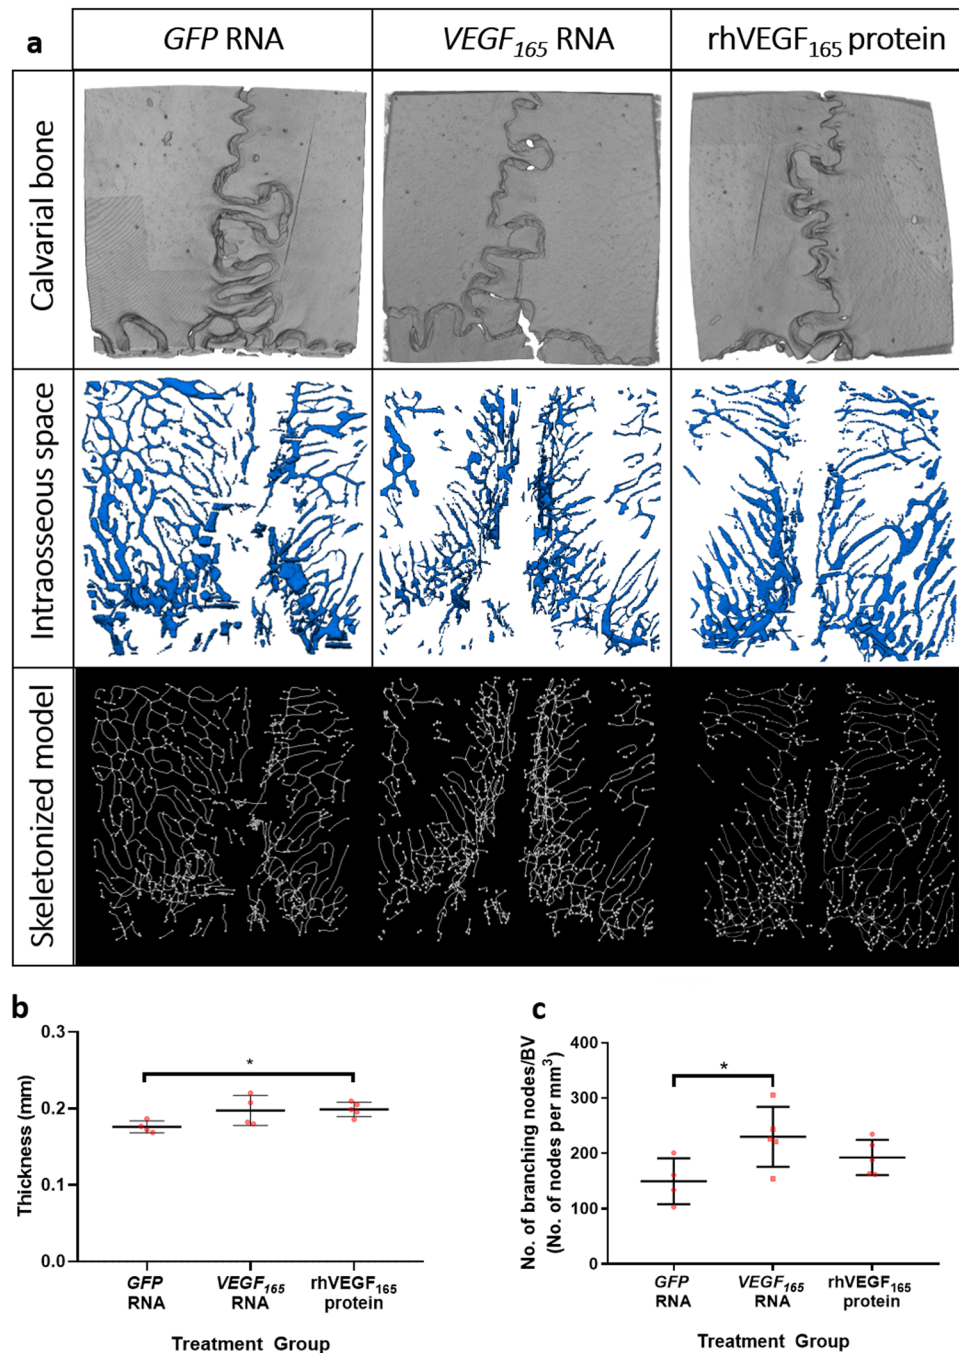 a
GFP RNA
VEGF₁₆₅ RNA
rhVEGF₁₆₅ protein
Calvarial bone
Intraosseous space
Skeletonized model
b
Thickness (mm)
0.3
0.2
0.1
0.0
*
GFP
RNA
VEGF₁₆₅
RNA
rhVEGF₁₆₅
protein
Treatment Group
c
No. of branching nodes/BV
(No. of nodes per mm³)
400
300
200
100
0
*
GFP
RNA
VEGF₁₆₅
RNA
rhVEGF₁₆₅
protein
Treatment Group